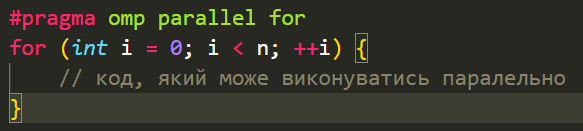 #pragma omp parallel for
for (int i = 0; i < n; ++i) {
    // код, який може виконуватись паралельно
}